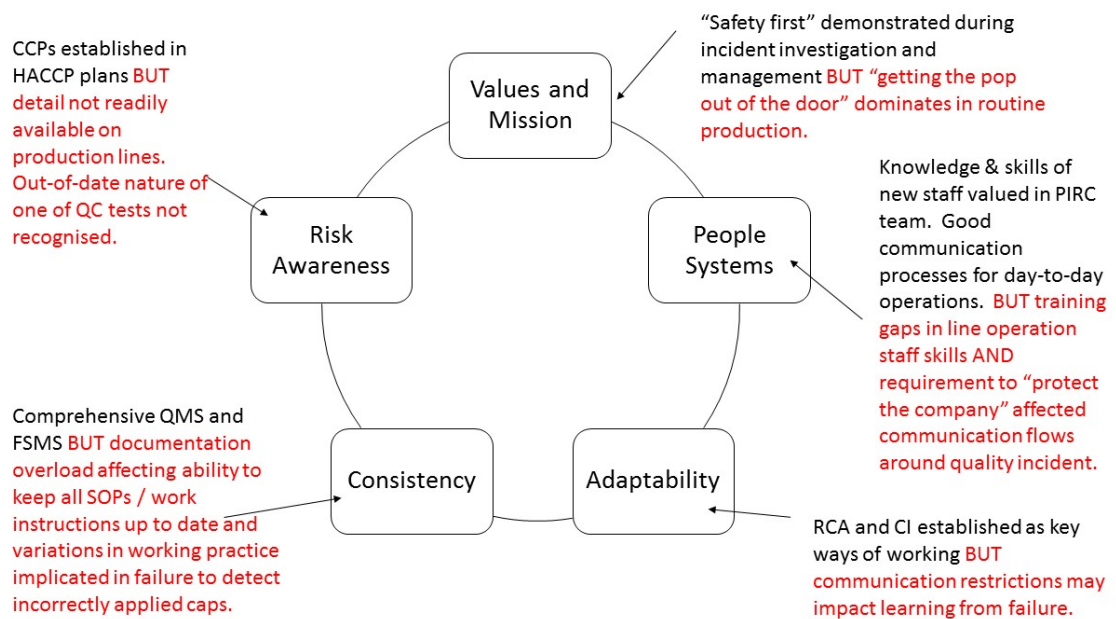 “Safety first” demonstrated during
incident investigation and
management BUT “getting the pop
out of the door” dominates in routine
production.
CCPs established in
HACCP plans BUT
detail not readily
available on
production lines.
Out-of-date nature of
one of QC tests not
recognised.
Values and
Mission
Knowledge & skills of
new staff valued in PIRC
team.  Good
communication
processes for day-to-day
operations.  BUT training
gaps in line operation
staff skills AND
requirement to “protect
the company” affected
communication flows
around quality incident.
Risk
Awareness
People
Systems
Comprehensive QMS and
FSMS BUT documentation
overload affecting ability to
keep all SOPs / work
instructions up to date and
variations in working practice
implicated in failure to detect
incorrectly applied caps.
Consistency
Adaptability
RCA and CI established as key
ways of working BUT
communication restrictions may
impact learning from failure.